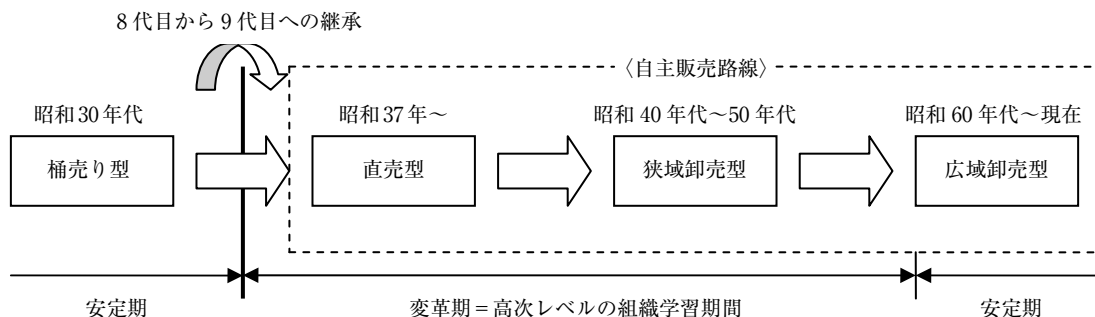 8代目から9代目への継承
〈自主販売路線〉
昭和30年代
昭和37年～
昭和40年代～50年代
昭和60年代～現在
桶売り型
直売型
狭域卸売型
広域卸売型
安定期
変革期=高次レベルの組織学習期間
安定期